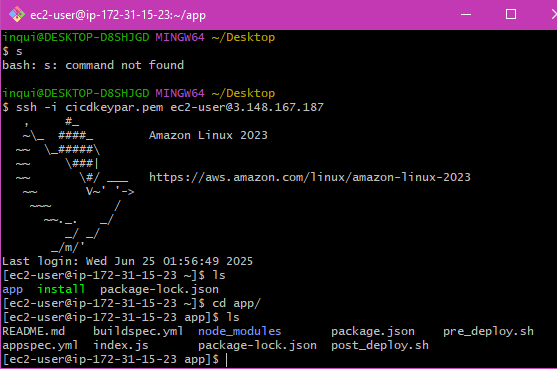 ec2-user@ip-172-31-15-23:~/app
inqui@DESKTOP-D8SHJGD MINGW64 ~/Desktop
$ s
bash: s: command not found
inqui@DESKTOP-D8SHJGD MINGW64 ~/Desktop
$ ssh -i cicdkeypar.pem ec2-user@3.148.167.187
   ,     #_
   ~\_  ####_        Amazon Linux 2023
  ~~  \_#####\
  ~~     \###|
  ~~       \#/ ___   https://aws.amazon.com/linux/amazon-linux-2023
   ~~       V~' '->
    ~~~         /
      ~~._.   _/
         _/ _/
       _/m/'
Last login: Wed Jun 25 01:56:49 2025
[ec2-user@ip-172-31-15-23 ~]$ ls
app  install  package-lock.json
[ec2-user@ip-172-31-15-23 ~]$ cd app/
[ec2-user@ip-172-31-15-23 app]$ ls
README.md    buildspec.yml  node_modules       package.json    pre_deploy.sh
appspec.yml  index.js       package-lock.json  post_deploy.sh
[ec2-user@ip-172-31-15-23 app]$